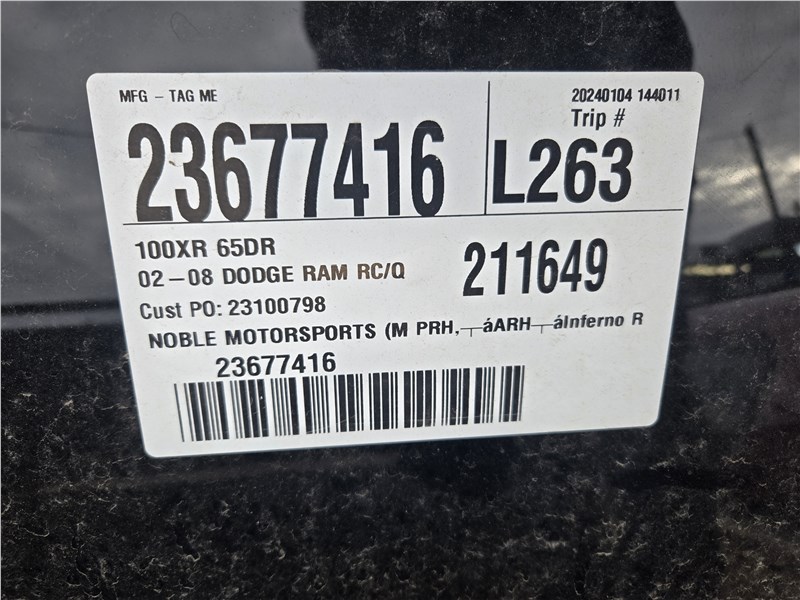 MFG - TAG ME
20240104 144011
Trip #
23677416
L263
100XR 65DR
211649
02-08 DODGE RAM RC/Q
Cust PO: 23100798
NOBLE MOTORSPORTS (M PRH,┬áARH┬áInferno R
23677416